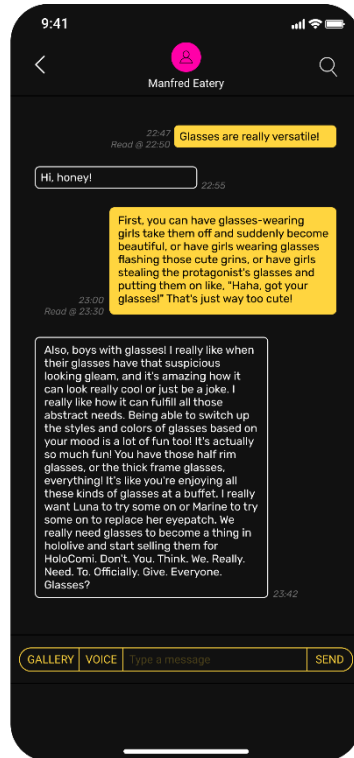 9:41
Manfred Eatery
22:47
Read @ 22:50
Glasses are really versatile!
Hi, honey!
22:55
First, you can have glasses-wearing
girls take them off and suddenly become
beautiful, or have girls wearing glasses
flashing those cute grins, or have girls
stealing the protagonist's glasses and
putting them on like, "Haha, got your
glasses!" That's just way too cute!
23:00
Read @ 23:30
Also, boys with glasses! I really like when
their glasses have that suspicious
looking gleam, and it's amazing how it
can look really cool or just be a joke. I
really like how it can fulfill all those
abstract needs. Being able to switch up
the styles and colors of glasses based on
your mood is a lot of fun too! It's actually
so much fun! You have those half rim
glasses, or the thick frame glasses,
everything! It's like you're enjoying all
these kinds of glasses at a buffet. I really
want Luna to try some on or Marine to try
some on to replace her eyepatch. We
really need glasses to become a thing in
hololive and start selling them for
HoloComi. Don't. You. Think. We. Really.
Need. To. Officially. Give. Everyone.
Glasses?
23:42
GALLERY VOICE Type a message SEND